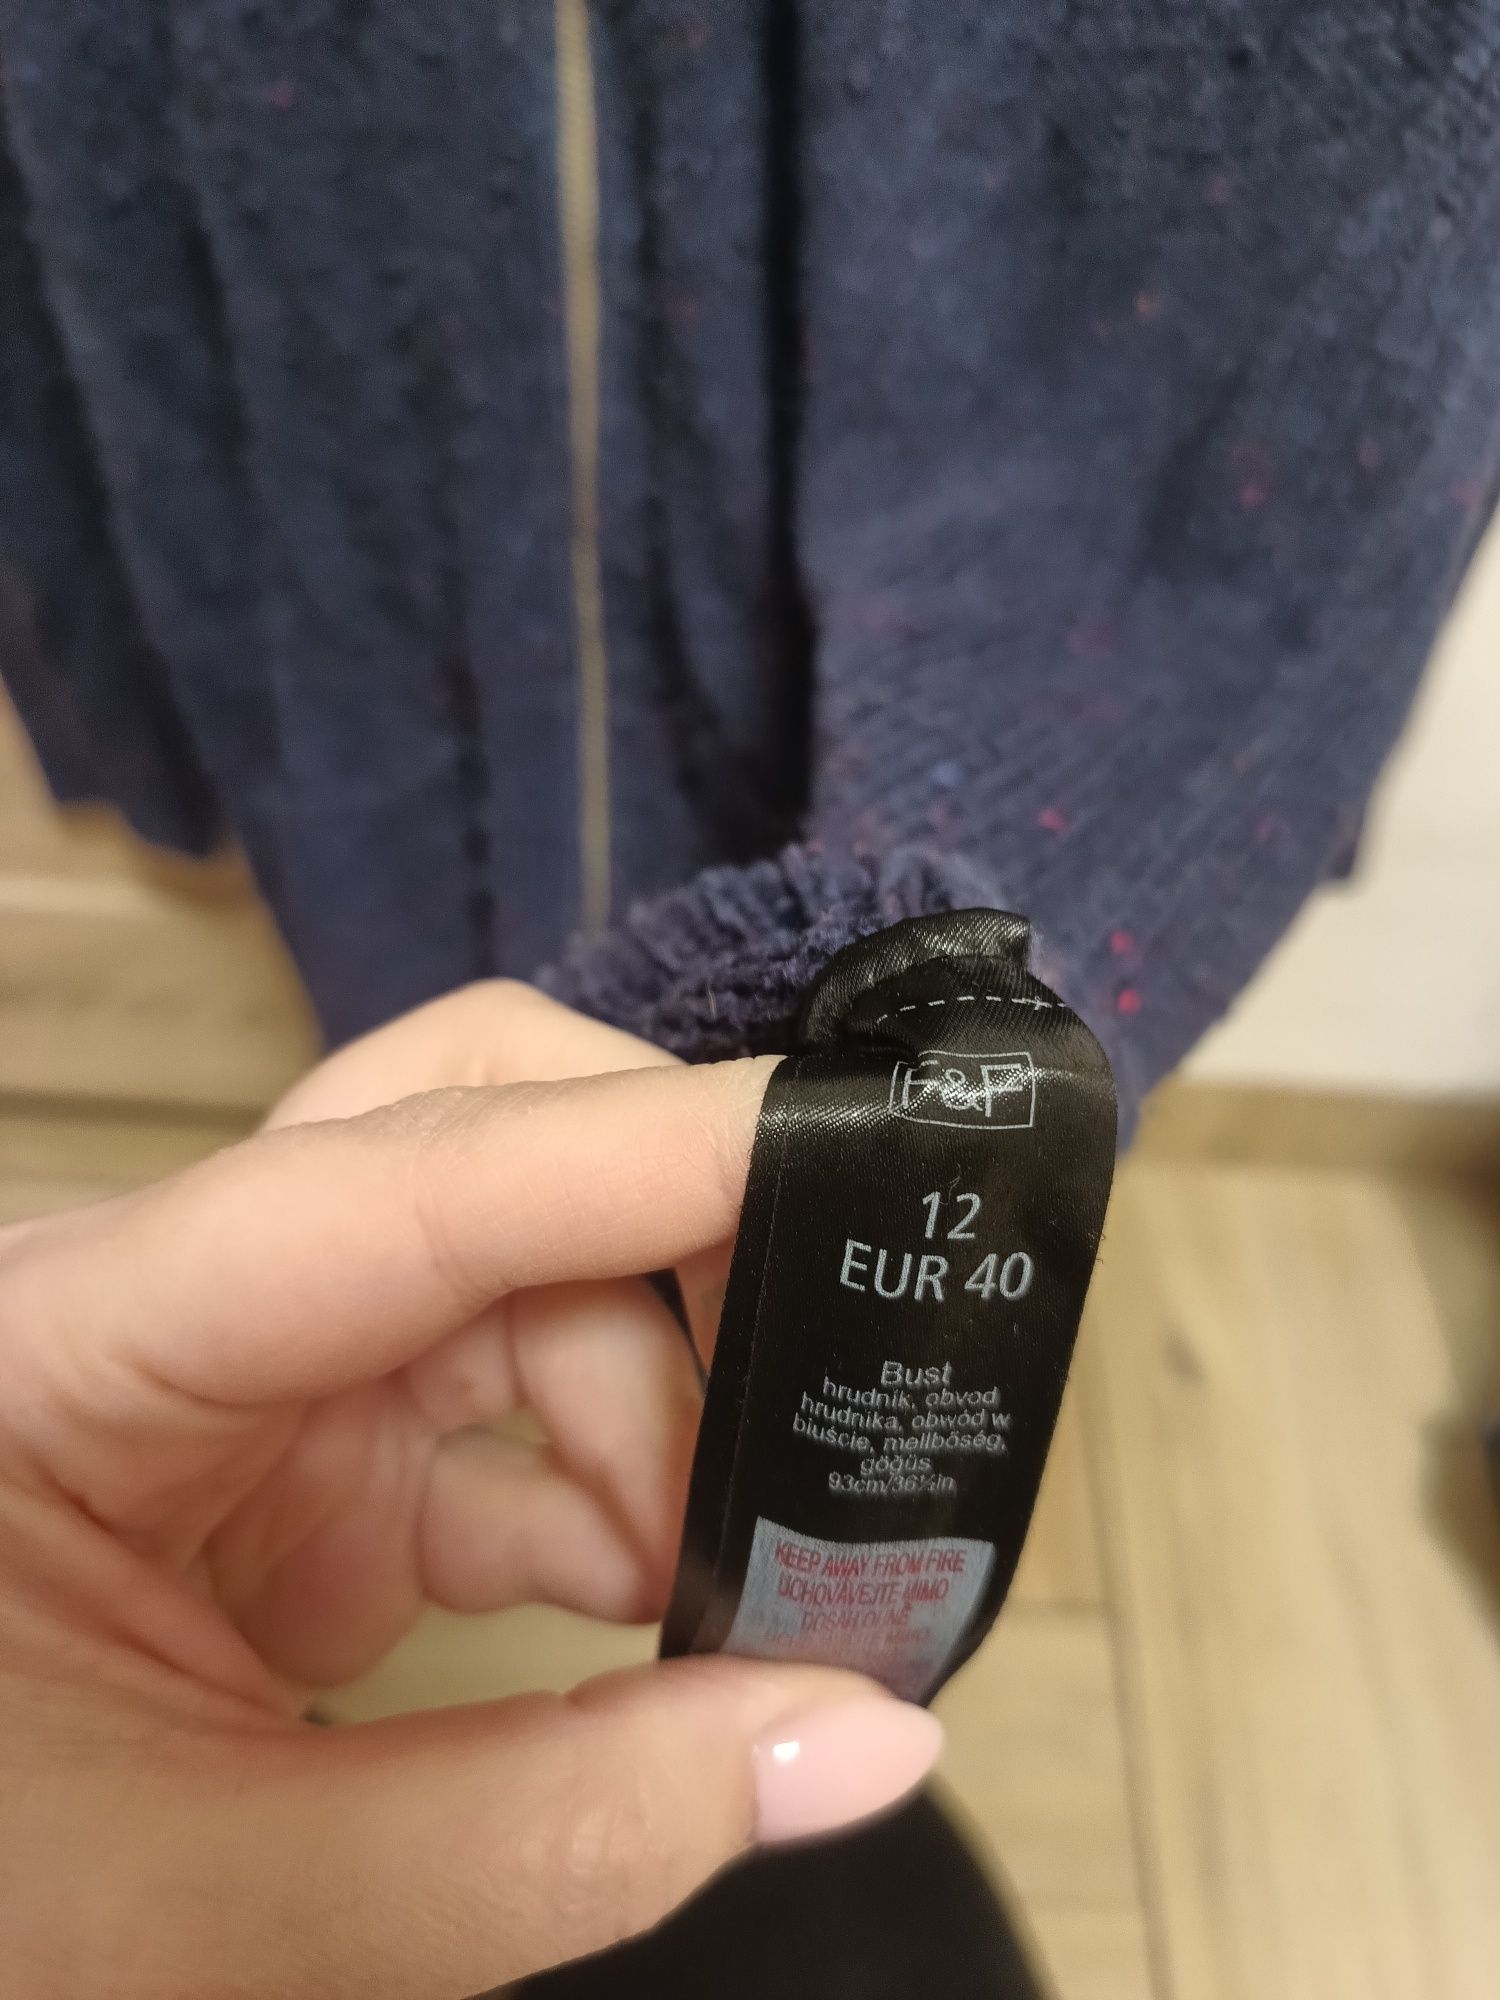 F&F
12
EUR 40
Bust
hrudník, obvod
hrudníka, obwód w
biuście, mellbőség,
göğüs
93cm/36½in
KEEP AWAY FROM FIRE
UCHOVÁVEJTE MIMO
DOSAH OHNĚ